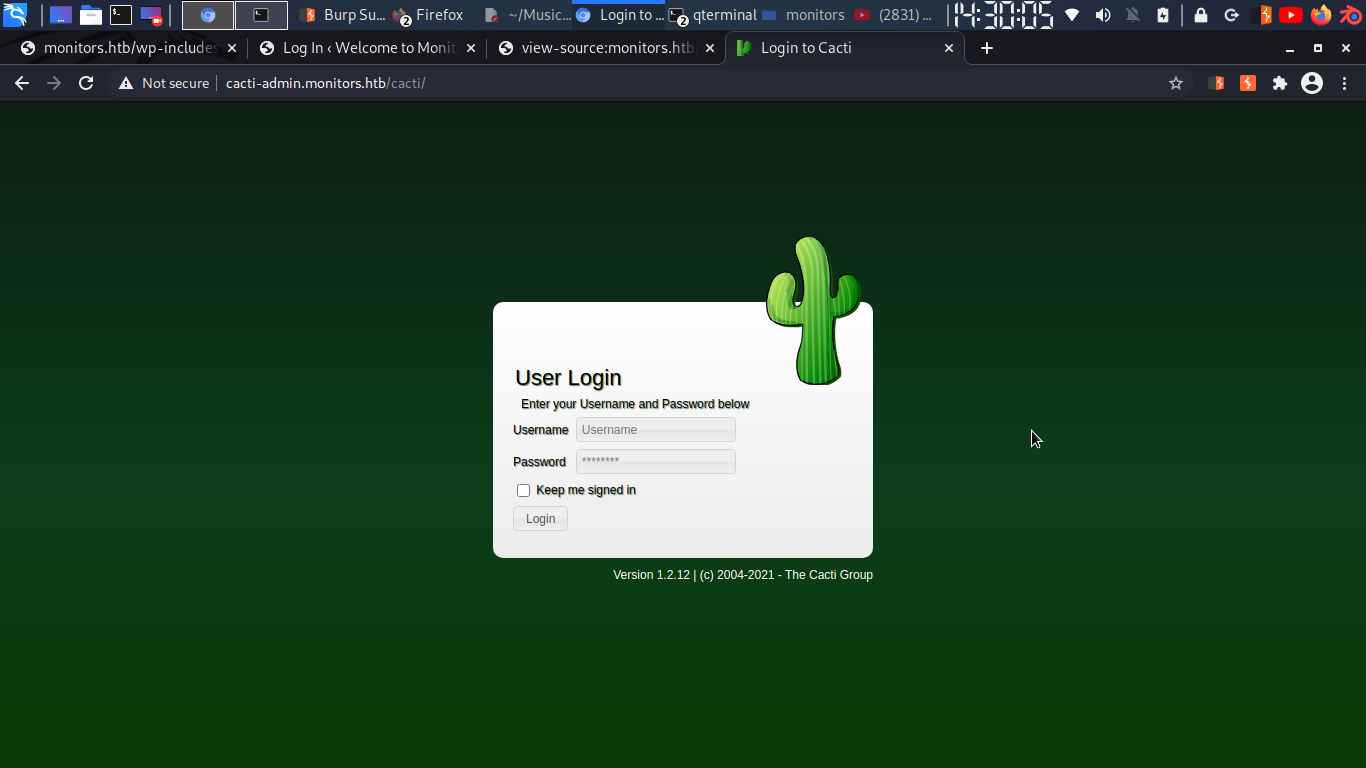 Burp Su... 2 Firefox ~/Music... Login to ... 2 qterminal monitors (2831) ... 14:30:05
monitors.htb/wp-includes Log In ‹ Welcome to Monit view-source:monitors.htb Login to Cacti
Not secure cacti-admin.monitors.htb/cacti/
User Login
Enter your Username and Password below
Username Username
Password ********
Keep me signed in
Login
Version 1.2.12 | (c) 2004-2021 - The Cacti Group